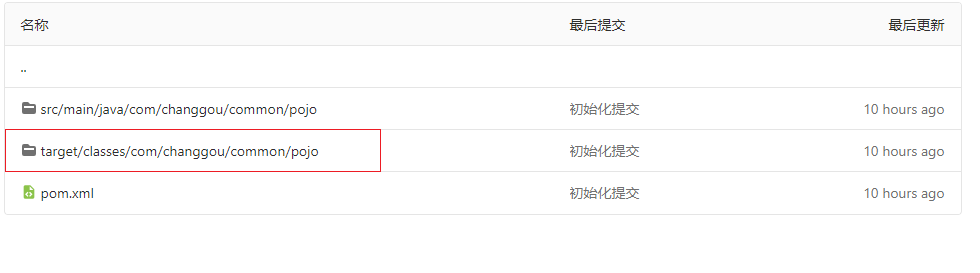 名称 最后提交 最后更新
..
src/main/java/com/changgou/common/pojo 初始化提交 10 hours ago
target/classes/com/changgou/common/pojo 初始化提交 10 hours ago
pom.xml 初始化提交 10 hours ago